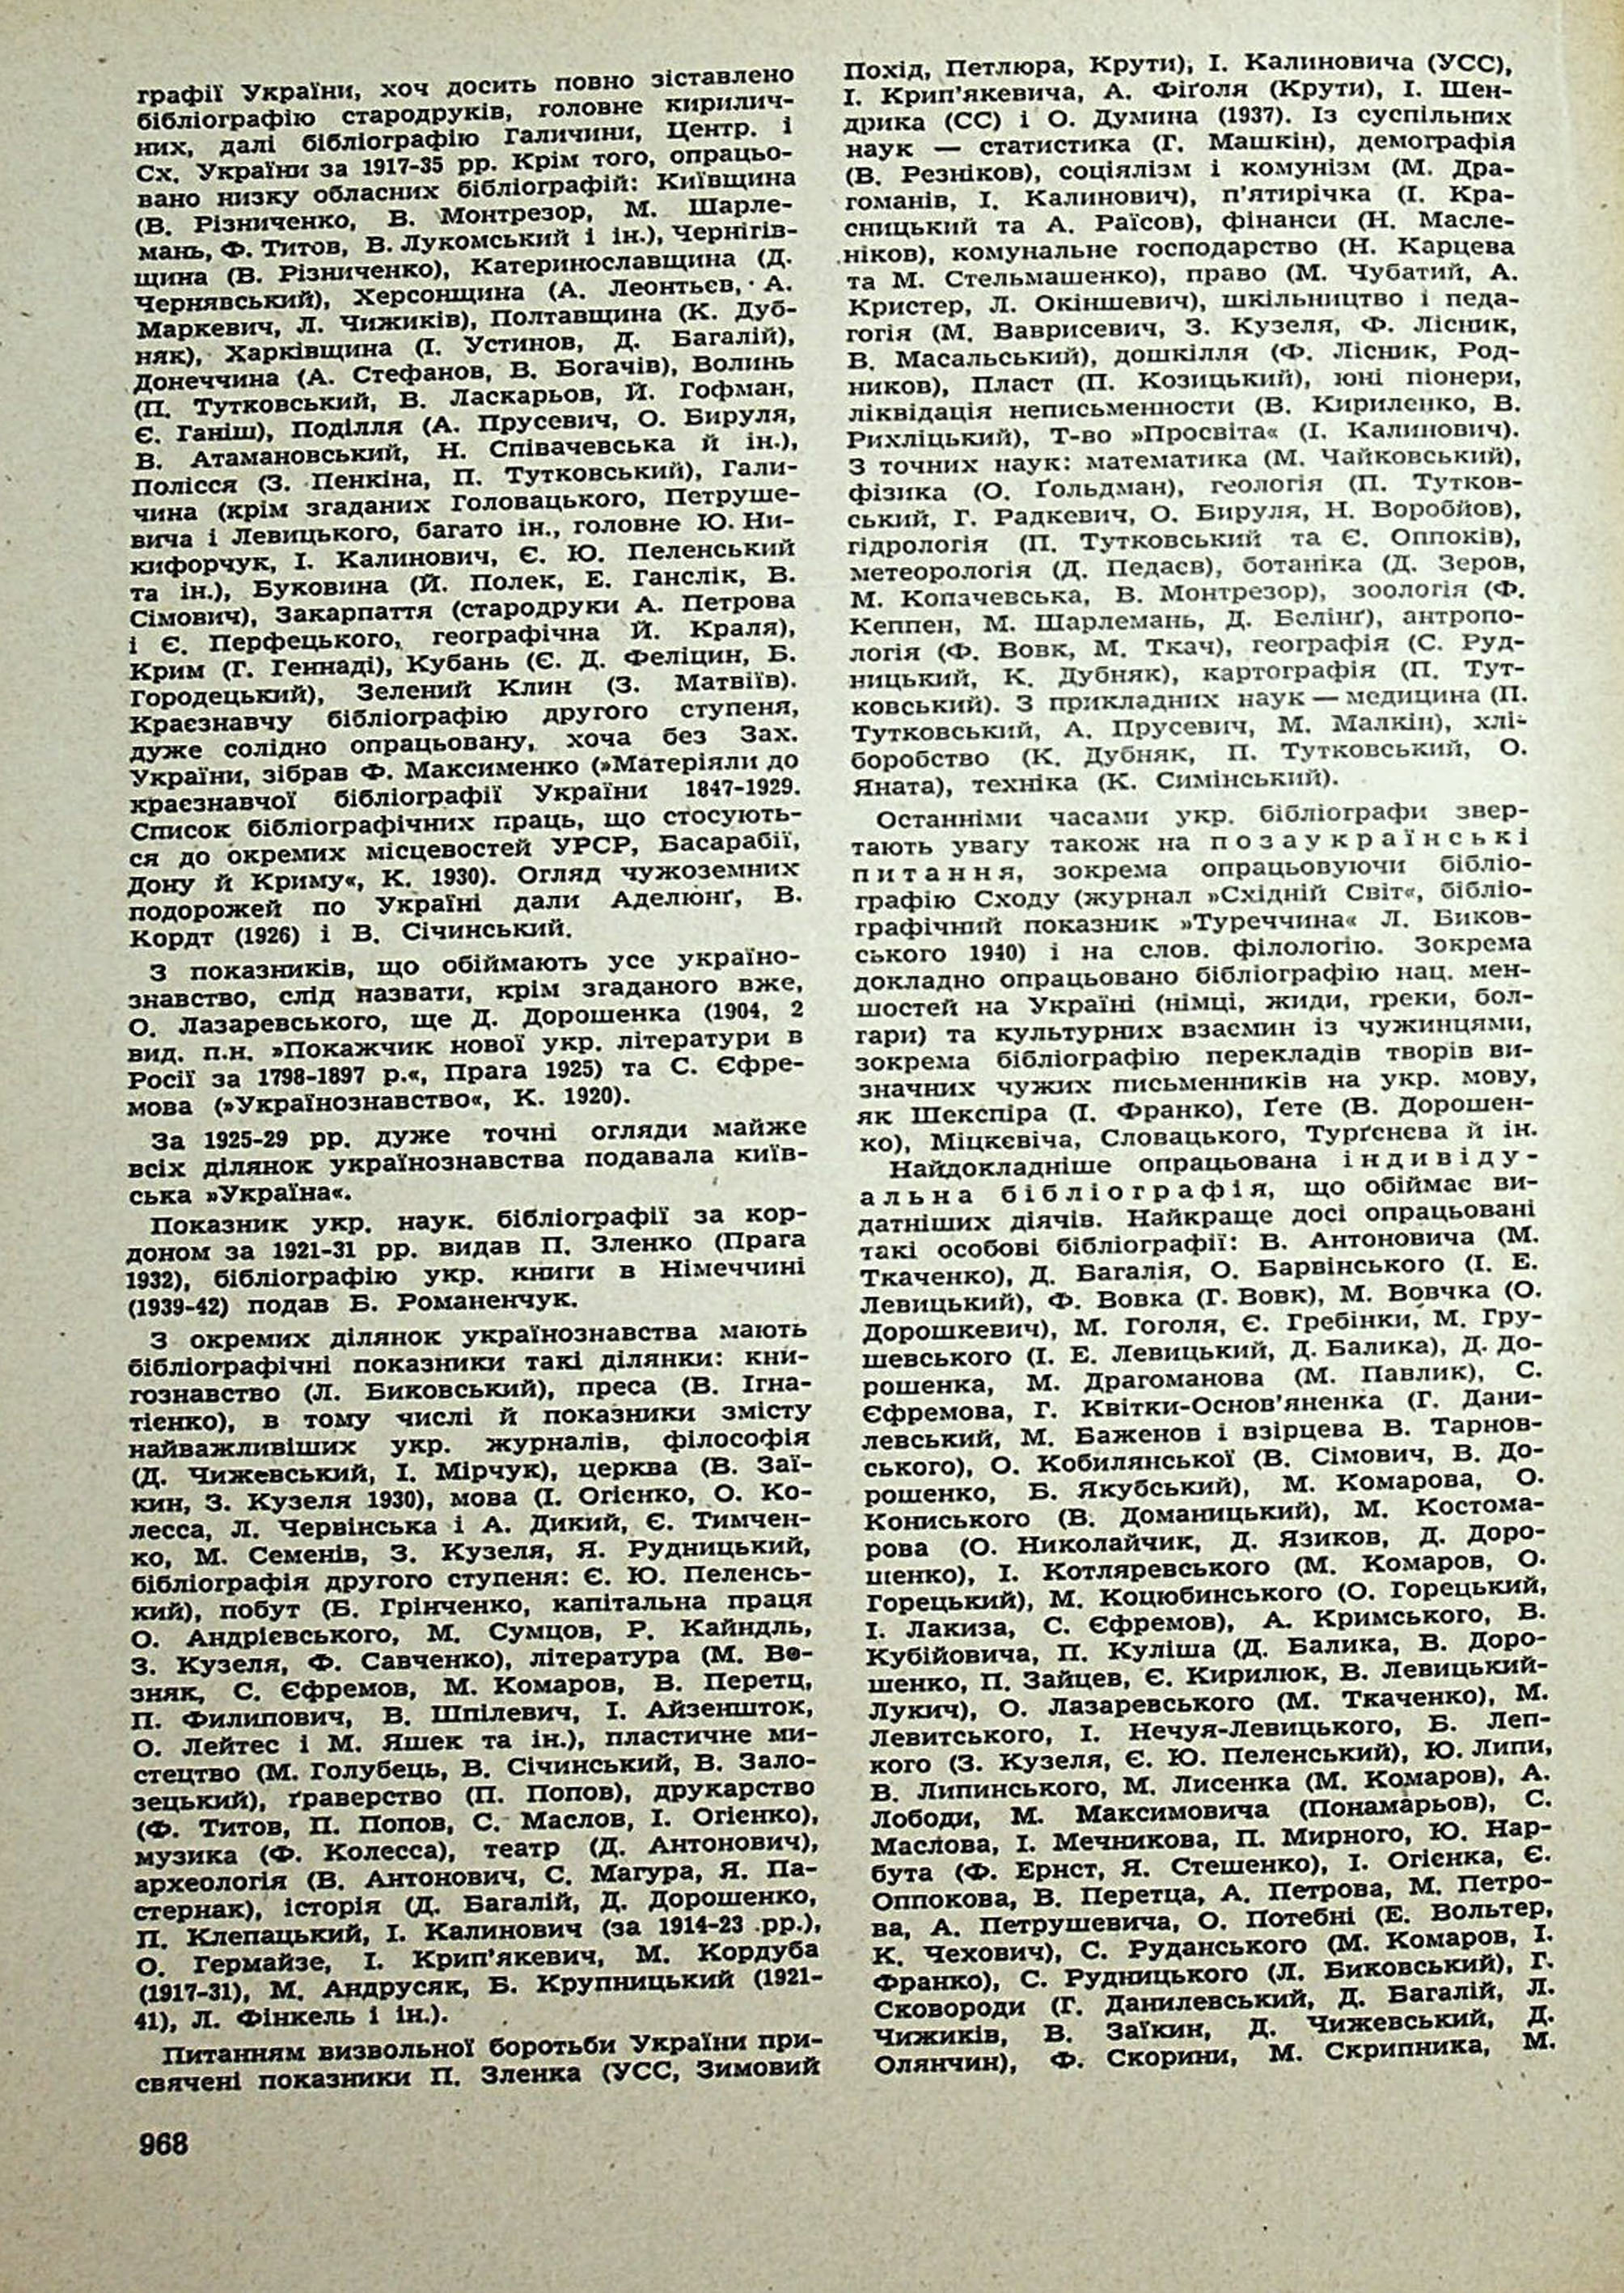 графії України, хоч досить повно зіставлено
бібліографію стародруків, головне кирилич-
них, далі бібліографію Галичини, Центр. і
Сх. України за 1917-35 рр. Крім того, опрацьо-
вано низку обласних бібліографій: Київщина
(В. Різниченко, В. Монтрезор, М. Шарле-
мань, Ф. Титов, В. Лукомський і ін.), Чернігів-
щина (В. Різниченко), Катеринославщина (Д.
Чернявський), Херсонщина (А. Леонтьєв, А.
Маркевич, Л. Чижиків), Полтавщина (К. Дуб-
няк), Харківщина (І. Устинов, Д. Багалій),
Донеччина (А. Стефанов, В. Богачів), Волинь
(П. Тутковський, В. Ласкарьов, Й. Гофман,
Є. Ганіш), Поділля (А. Прусевич, О. Бируля,
В. Атамановський, Н. Співачевська й ін.),
Полісся (З. Пенкіна, П. Тутковський), Гали-
чина (крім згаданих Головацького, Петруше-
вича і Левицького, багато ін., головне Ю. Ни-
кифорчук, І. Калинович, Є. Ю. Пеленський
та ін.), Буковина (Й. Полек, Е. Ганслік, В.
Сімович), Закарпаття (стародруки А. Петрова
і Є. Перфецького, географічна Й. Краля),
Крим (Г. Геннаді), Кубань (Є. Д. Феліцин, Б.
Городецький), Зелений Клин (З. Матвіїв).
Краєзнавчу бібліографію другого ступеня,
дуже солідно опрацьовану, хоча без Зах.
України, зібрав Ф. Максименко (»Матеріяли до
краєзнавчої бібліографії України 1847-1929.
Список бібліографічних праць, що стосують-
ся до окремих місцевостей УРСР, Басарабії,
Дону й Криму«, К. 1930). Огляд чужоземних
подорожей по Україні дали Аделюнґ, В.
Кордт (1926) і В. Січинський.
З показників, що обіймають усе україно-
знавство, слід назвати, крім згаданого вже,
О. Лазаревського, ще Д. Дорошенка (1904, 2
вид. п.н. »Покажчик нової укр. літератури в
Росії за 1798-1897 р.«, Прага 1925) та С. Єфре-
мова (»Українознавство«, К. 1920).
За 1925-29 рр. дуже точні огляди майже
всіх ділянок українознавства подавала київ-
ська »Україна«.
Показник укр. наук. бібліографії за кор-
доном за 1921-31 рр. видав П. Зленко (Прага
1932), бібліографію укр. книги в Німеччині
(1939-42) подав Б. Романенчук.
З окремих ділянок українознавства мають
бібліографічні показники такі ділянки: кни-
гознавство (Л. Биковський), преса (В. Ігна-
тієнко), в тому числі й показники змісту
найважливіших укр. журналів, філософія
(Д. Чижевський, І. Мірчук), церква (В. Заї-
кин, З. Кузеля 1930), мова (І. Огієнко, О. Ко-
лесса, Л. Червінська і А. Дикий, Є. Тимчен-
ко, М. Семенів, З. Кузеля, Я. Рудницький,
бібліографія другого ступеня: Є. Ю. Пеленсь-
кий), побут (Б. Грінченко, капітальна праця
О. Андрієвського, М. Сумцов, Р. Кайндль,
З. Кузеля, Ф. Савченко), література (М. Во-
зняк, С. Єфремов, М. Комаров, В. Перетц,
П. Филипович, В. Шпілевич, І. Айзеншток,
О. Лейтес і М. Яшек та ін.), пластичне ми-
стецтво (М. Голубець, В. Січинський, В. Зало-
зецький), ґраверство (П. Попов), друкарство
(Ф. Титов, П. Попов, С. Маслов, І. Огієнко),
музика (Ф. Колесса), театр (Д. Антонович),
археологія (В. Антонович, С. Магура, Я. Па-
стернак), історія (Д. Багалій, Д. Дорошенко,
П. Клепацький, І. Калинович (за 1914-23 рр.),
О. Гермайзе, І. Крип'якевич, М. Кордуба
(1917-31), М. Андрусяк, Б. Крупницький (1921-
41), Л. Фінкель і ін.).
Питанням визвольної боротьби України при-
свячені показники П. Зленка (УСС, Зимовий
968
Похід, Петлюра, Крути), І. Калиновича (УСС),
І. Крип'якевича, А. Фіґоля (Крути), І. Шен-
дрика (СС) і О. Думина (1937). Із суспільних
наук — статистика (Г. Машкін), демографія
(В. Резніков), соціялізм і комунізм (М. Дра-
гоманів, І. Калинович), п'ятирічка (І. Кра-
сницький та А. Раїсов), фінанси (Н. Масле-
ніков), комунальне господарство (Н. Карцева
та М. Стельмашенко), право (М. Чубатий, А.
Кристер, Л. Окіншевич), шкільництво і педа-
гогія (М. Ваврисевич, З. Кузеля, Ф. Лісник,
В. Масальський), дошкілля (Ф. Лісник, Род-
ников), Пласт (П. Козицький), юні піонери,
ліквідація неписьменности (В. Кириленко, В.
Рихліцький), Т-во »Просвіта« (І. Калинович).
З точних наук: математика (М. Чайковський),
фізика (О. Ґольдман), геологія (П. Тутков-
ський, Г. Радкевич, О. Бируля, Н. Воробйов),
гідрологія (П. Тутковський та Є. Оппоків),
метеорологія (Д. Педаєв), ботаніка (Д. Зеров,
М. Копачевська, В. Монтрезор), зоологія (Ф.
Кеппен, М. Шарлемань, Д. Белінґ), антропо-
логія (Ф. Вовк, М. Ткач), географія (С. Руд-
ницький, К. Дубняк), картографія (П. Тут-
ковський). З прикладних наук — медицина (П.
Тутковський, А. Прусевич, М. Малкін), хлі-
боробство (К. Дубняк, П. Тутковський, О.
Яната), техніка (К. Симінський).
Останніми часами укр. бібліографи звер-
тають увагу також на позаукраїнські
питання, зокрема опрацьовуючи бібліо-
графію Сходу (журнал »Східній Світ«, бібліо-
графічний показник »Туреччина« Л. Биков-
ського 1940) і на слов. філологію. Зокрема
докладно опрацьовано бібліографію нац. мен-
шостей на Україні (німці, жиди, греки, бол-
гари) та культурних взаємин із чужинцями,
зокрема бібліографію перекладів творів ви-
значних чужих письменників на укр. мову,
як Шекспіра (І. Франко), Ґете (В. Дорошен-
ко), Міцкевіча, Словацького, Турґєнєва й ін.
Найдокладніше опрацьована індивіду-
альна бібліографія, що обіймає ви-
датніших діячів. Найкраще досі опрацьовані
такі особові бібліографії: В. Антоновича (М.
Ткаченко), Д. Багалія, О. Барвінського (І. Е.
Левицький), Ф. Вовка (Г. Вовк), М. Вовчка (О.
Дорошкевич), М. Гоголя, Є. Гребінки, М. Гру-
шевського (І. Е. Левицький, Д. Балика), Д. До-
рошенка, М. Драгоманова (М. Павлик), С.
Єфремова, Г. Квітки-Основ'яненка (Г. Дани-
левський, М. Баженов і взірцева В. Тарнов-
ського), О. Кобилянської (В. Сімович, В. До-
рошенко, Б. Якубський), М. Комарова, О.
Кониського (В. Доманицький), М. Костома-
рова (О. Николайчик, Д. Язиков, Д. Доро-
шенко), І. Котляревського (М. Комаров, О.
Горецький), М. Коцюбинського (О. Горецький,
І. Лакиза, С. Єфремов), А. Кримського, В.
Кубійовича, П. Куліша (Д. Балика, В. Доро-
шенко, П. Зайцев, Є. Кирилюк, В. Левицький-
Лукич), О. Лазаревського (М. Ткаченко), М.
Левитського, І. Нечуя-Левицького, Б. Леп-
кого (З. Кузеля, Є. Ю. Пеленський), Ю. Липи,
В. Липинського, М. Лисенка (М. Комаров), А.
Лободи, М. Максимовича (Понамарьов), С.
Маслова, І. Мечникова, П. Мирного, Ю. Нар-
бута (Ф. Ернст, Я. Стешенко), І. Огієнка, Є.
Оппокова, В. Перетца, А. Петрова, М. Петро-
ва, А. Петрушевича, О. Потебні (Е. Вольтер,
К. Чехович), С. Руданського (М. Комаров, І.
Франко), С. Рудницького (Л. Биковський), Г.
Сковороди (Г. Данилевський, Д. Багалій, Л.
Чижиків, В. Заїкин, Д. Чижевський, Д.
Олянчин), Ф. Скорини, М. Скрипника, М.